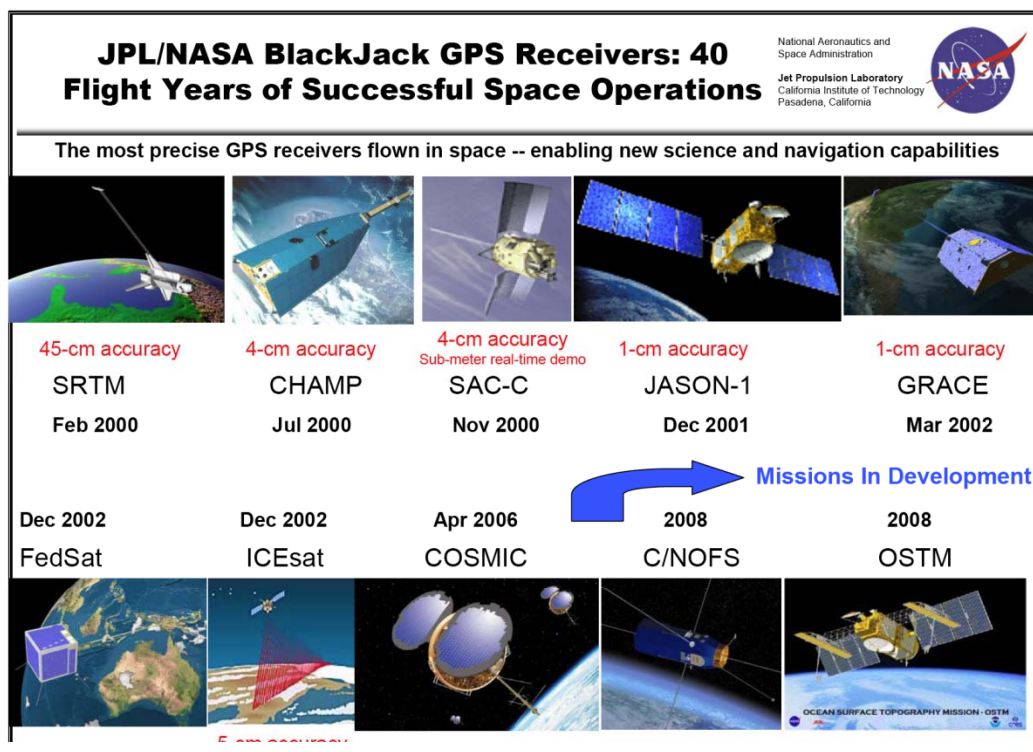 JPL/NASA BlackJack GPS Receivers: 40
Flight Years of Successful Space Operations
National Aeronautics and
Space Administration
Jet Propulsion Laboratory
California Institute of Technology
Pasadena, California
NASA
The most precise GPS receivers flown in space -- enabling new science and navigation capabilities
45-cm accuracy
SRTM
Feb 2000
4-cm accuracy
CHAMP
Jul 2000
4-cm accuracy
Sub-meter real-time demo
SAC-C
Nov 2000
1-cm accuracy
JASON-1
Dec 2001
1-cm accuracy
GRACE
Mar 2002
Missions In Development
Dec 2002
FedSat
Dec 2002
ICEsat
5-cm accuracy
Apr 2006
COSMIC
2008
C/NOFS
2008
OSTM
OCEAN SURFACE TOPOGRAPHY MISSION - OSTM